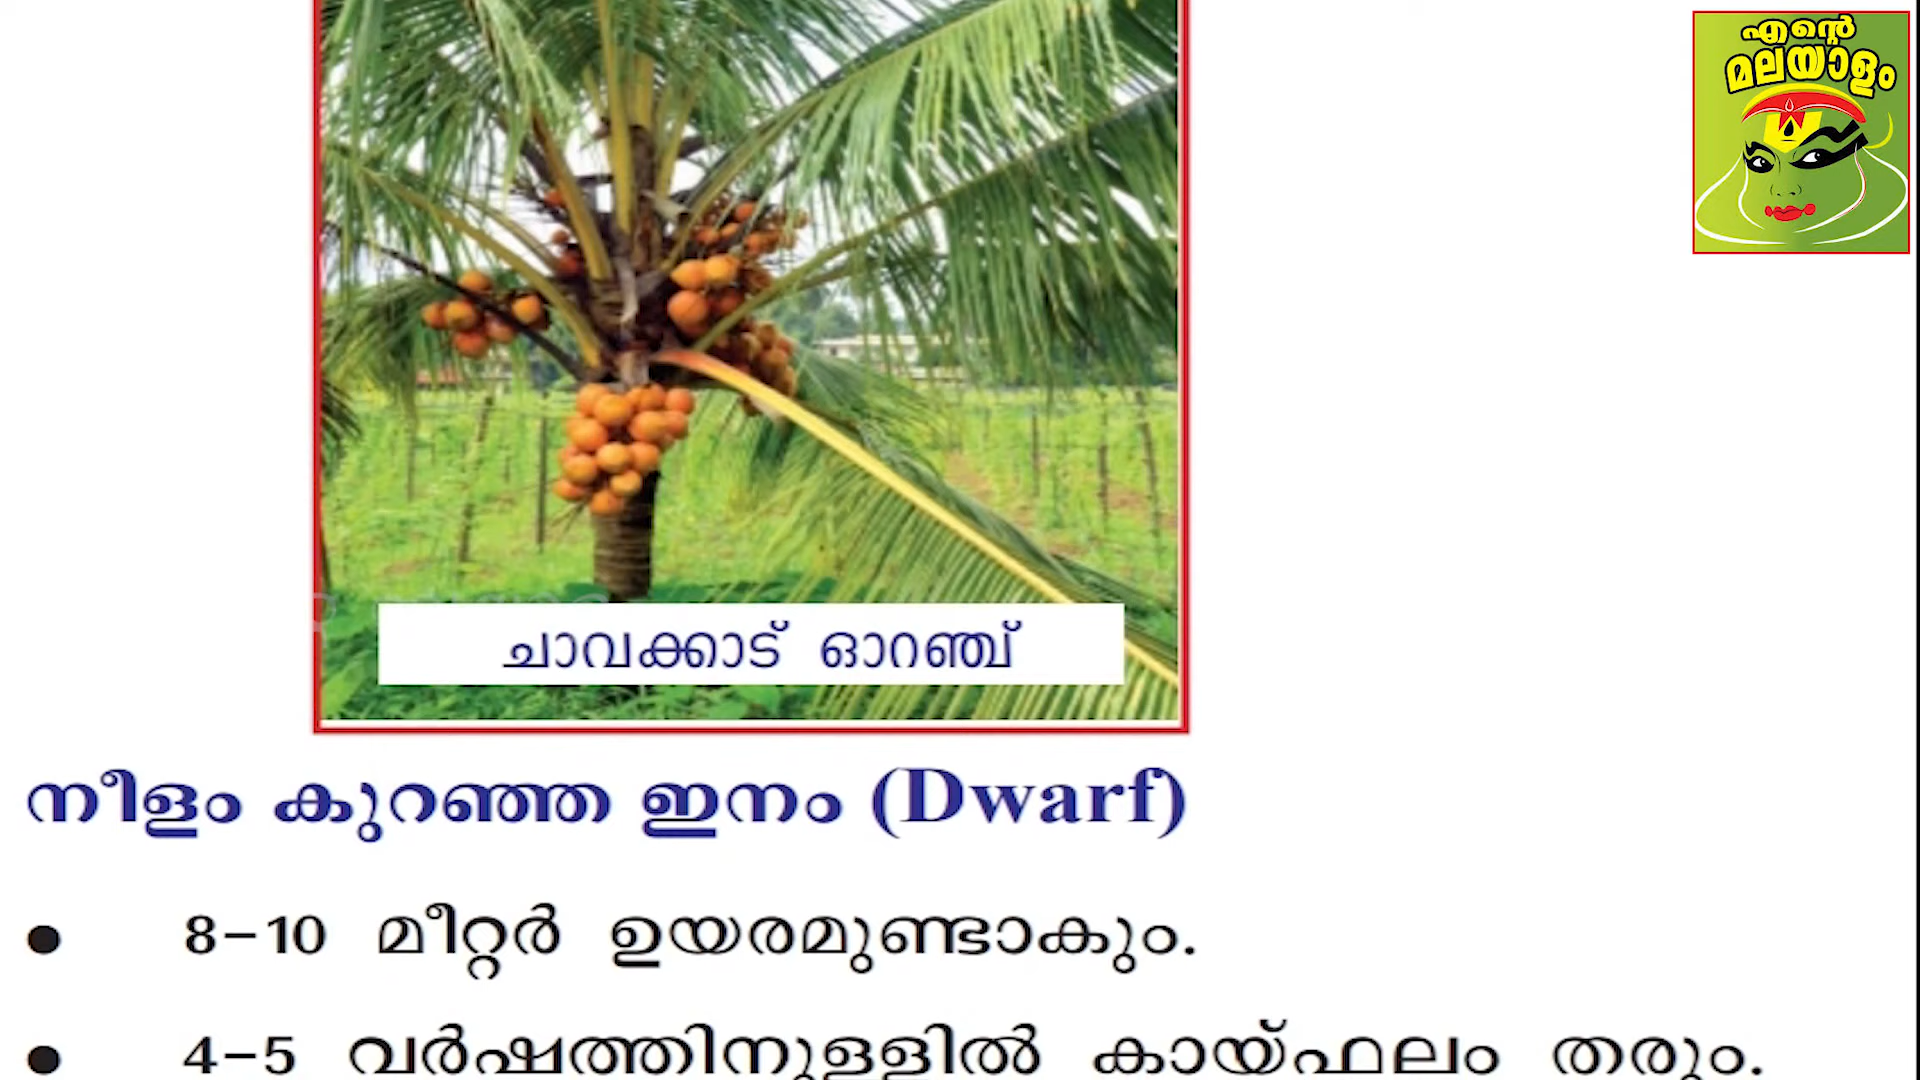 എന്റെ
മലയാളം
ചാവക്കാട് ഓറഞ്ച്
നീളം കുറഞ്ഞ ഇനം (Dwarf)
● 8-10 മീറ്റർ ഉയരമുണ്ടാകും.
● 4-5 വർഷത്തിനുള്ളിൽ കായ്ഫലം തരും.